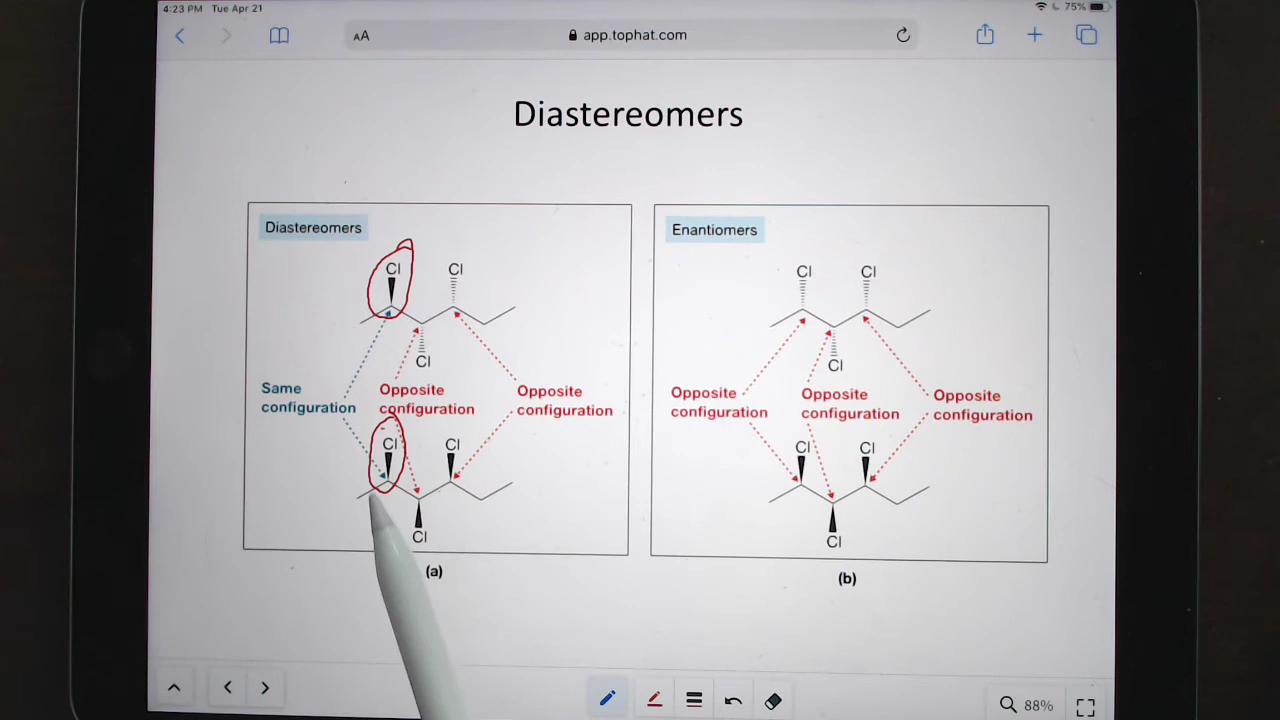 4:23 PM Tue Apr 21
75%
AA
app.tophat.com
Diastereomers
Diastereomers
Cl
Cl
Cl
Same configuration
Opposite configuration
Opposite configuration
Cl
Cl
Cl
(a)
Enantiomers
Cl
Cl
Cl
Opposite configuration
Opposite configuration
Opposite configuration
Cl
Cl
Cl
(b)
88%